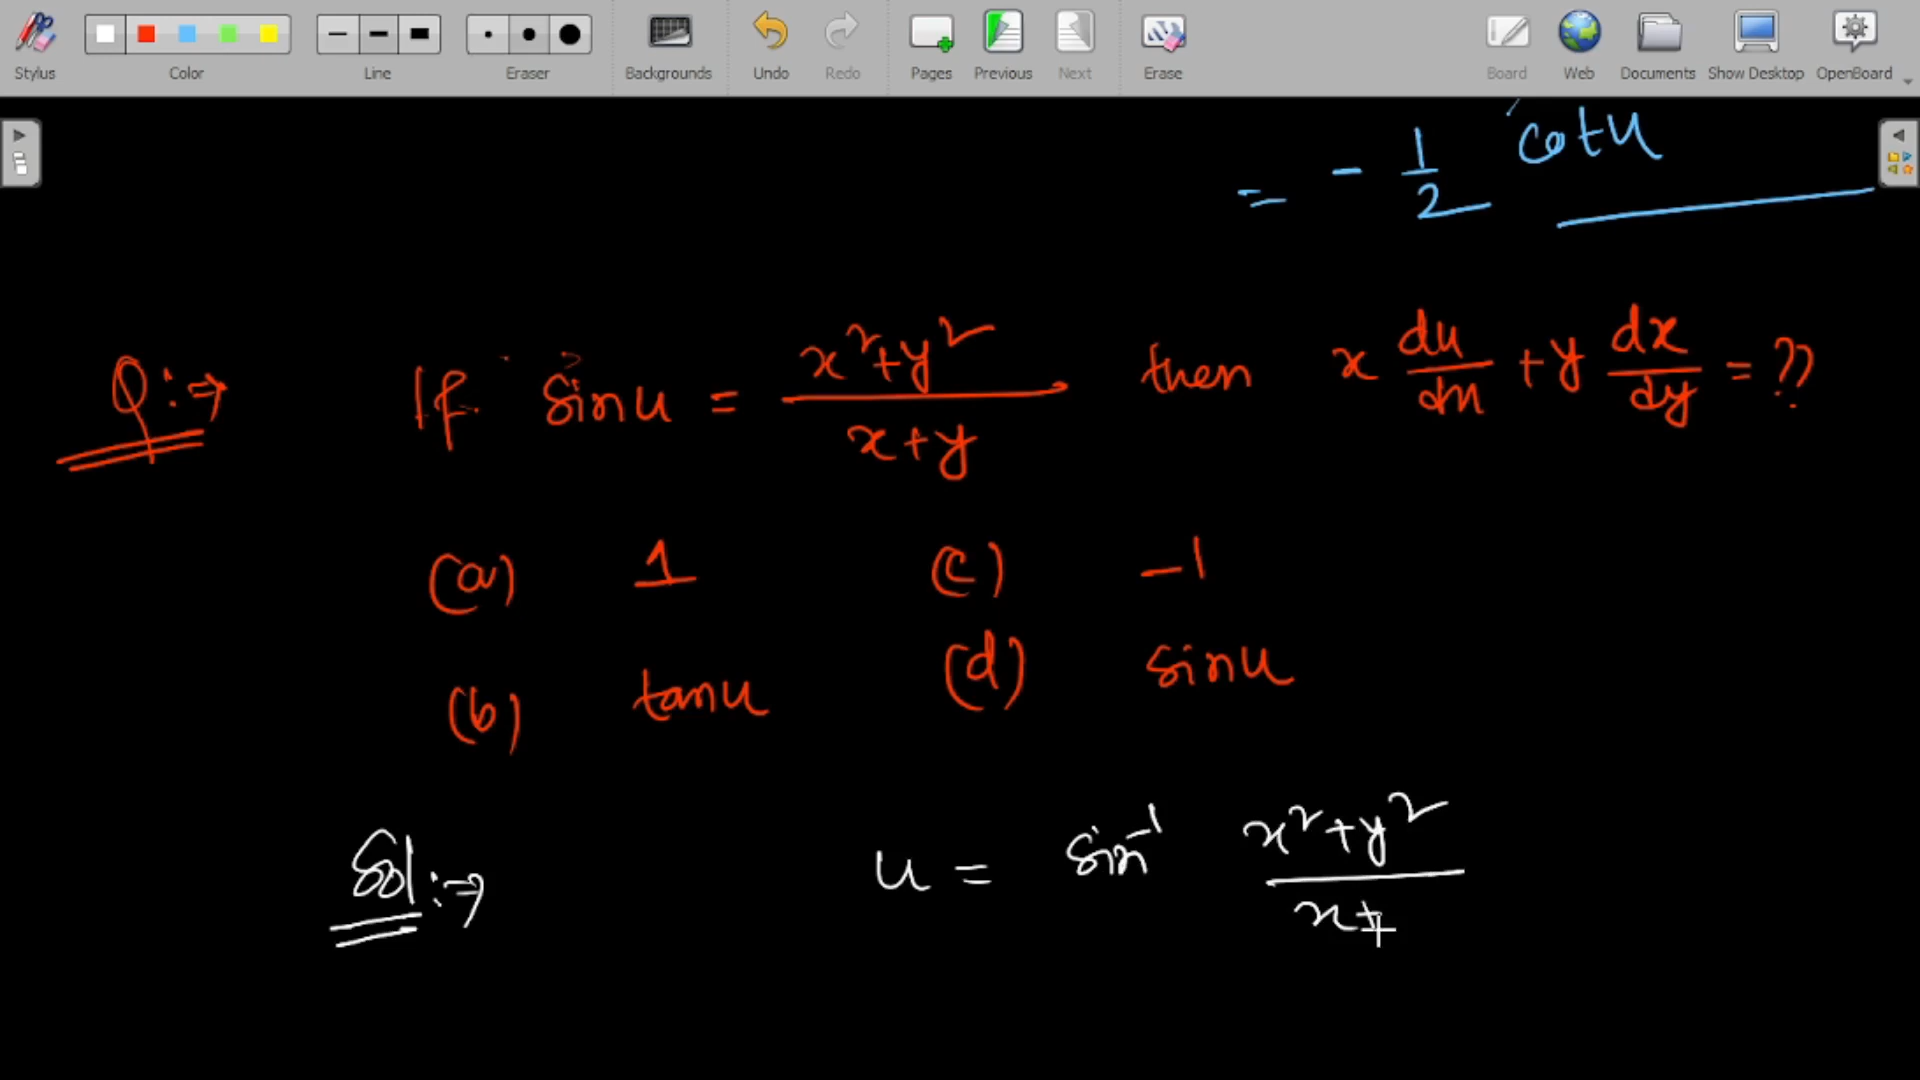 Stylus Color Line Eraser Backgrounds Undo Redo Pages Previous Next Erase Board Web Documents Show Desktop OpenBoard
= - 1/2 cotu
Q:→ If sinu = x²+y² / x+y then x du/dn + y dx/dy = ??
(a) 1 (c) -1
(b) tanu (d) sinu
Sol:→ u = sin⁻¹ x²+y² / x+